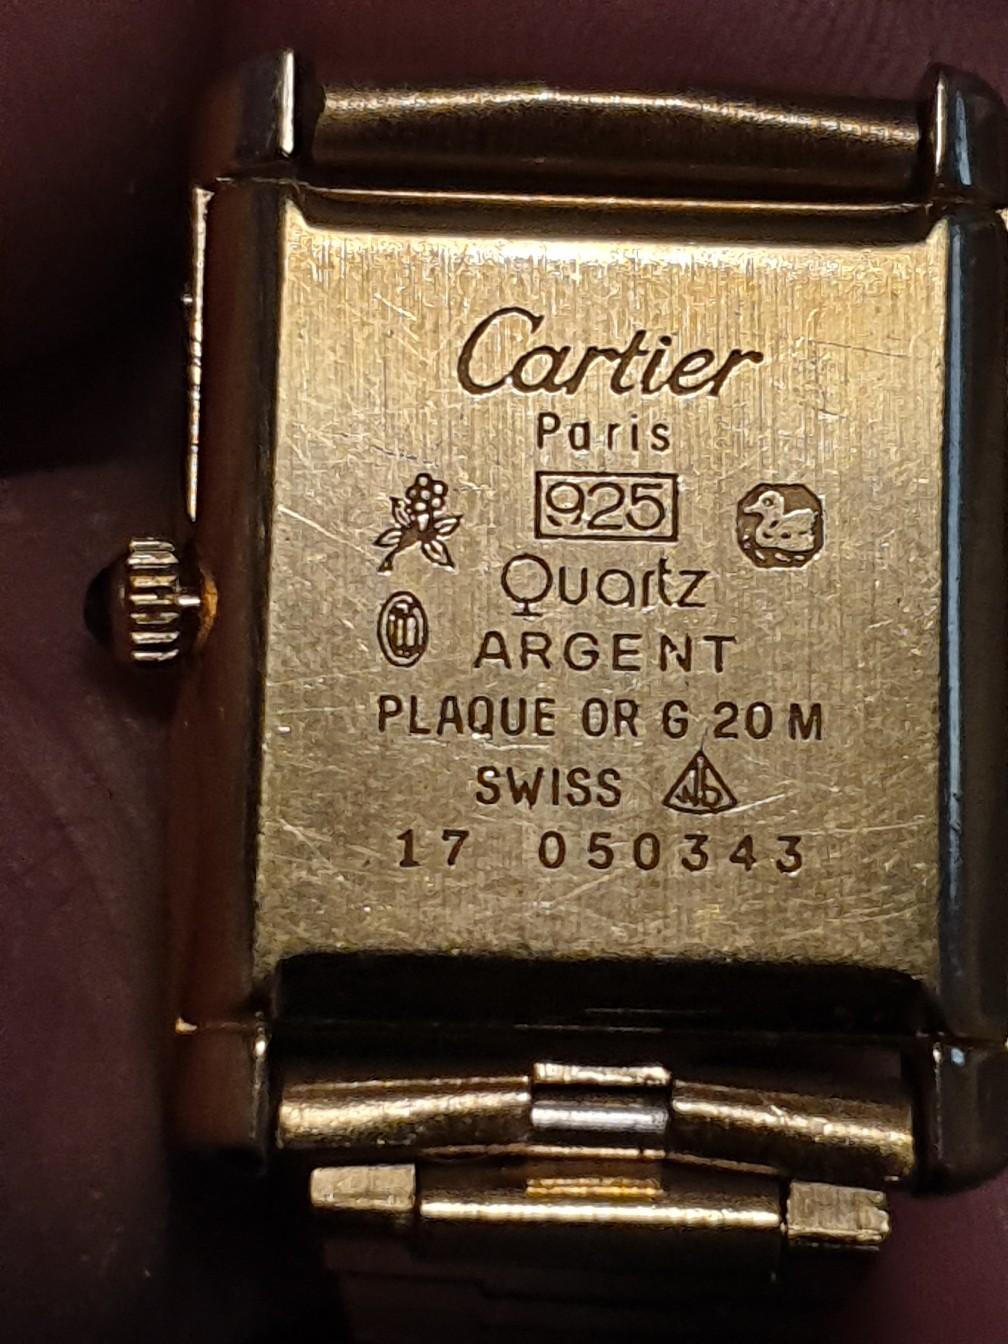 Cartier
Paris
925
Quartz
ARGENT
PLAQUE OR G 20 M
SWISS
17 050343